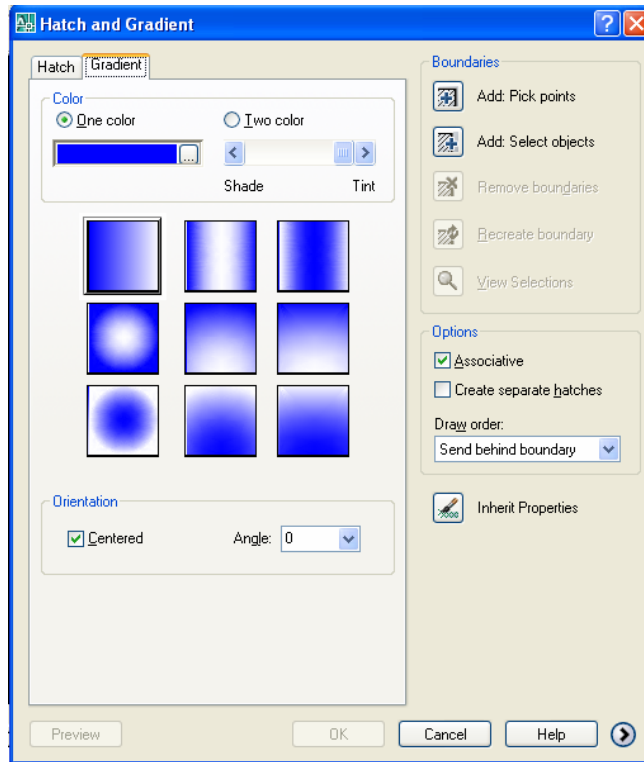 Hatch and Gradient
Hatch Gradient
Color
One color Two color
...
Shade Tint
Orientation
Centered Angle: 0
Boundaries
Add: Pick points
Add: Select objects
Remove boundaries
Recreate boundary
View Selections
Options
Associative
Create separate hatches
Draw order:
Send behind boundary
Inherit Properties
Preview OK Cancel Help